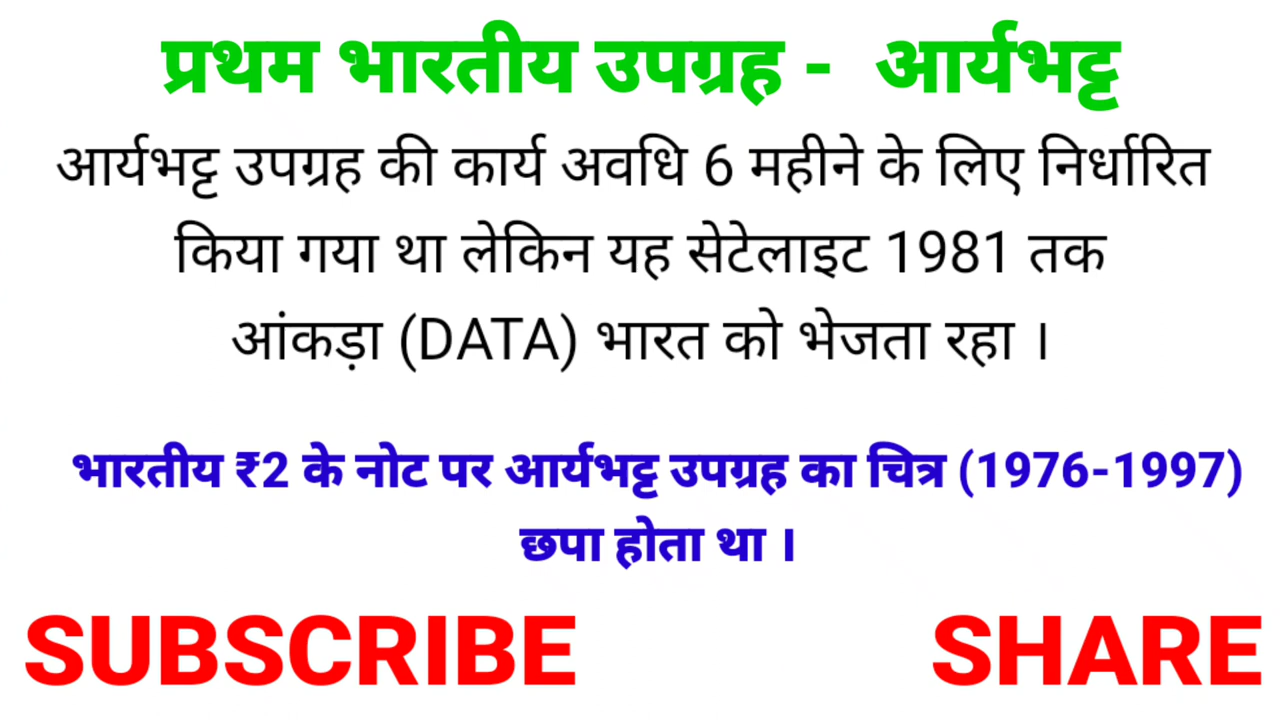 प्रथम भारतीय उपग्रह - आर्यभट्ट
आर्यभट्ट उपग्रह की कार्य अवधि 6 महीने के लिए निर्धारित
किया गया था लेकिन यह सेटेलाइट 1981 तक
आंकड़ा (DATA) भारत को भेजता रहा ।
भारतीय ₹2 के नोट पर आर्यभट्ट उपग्रह का चित्र (1976-1997)
छपा होता था ।
SUBSCRIBE SHARE